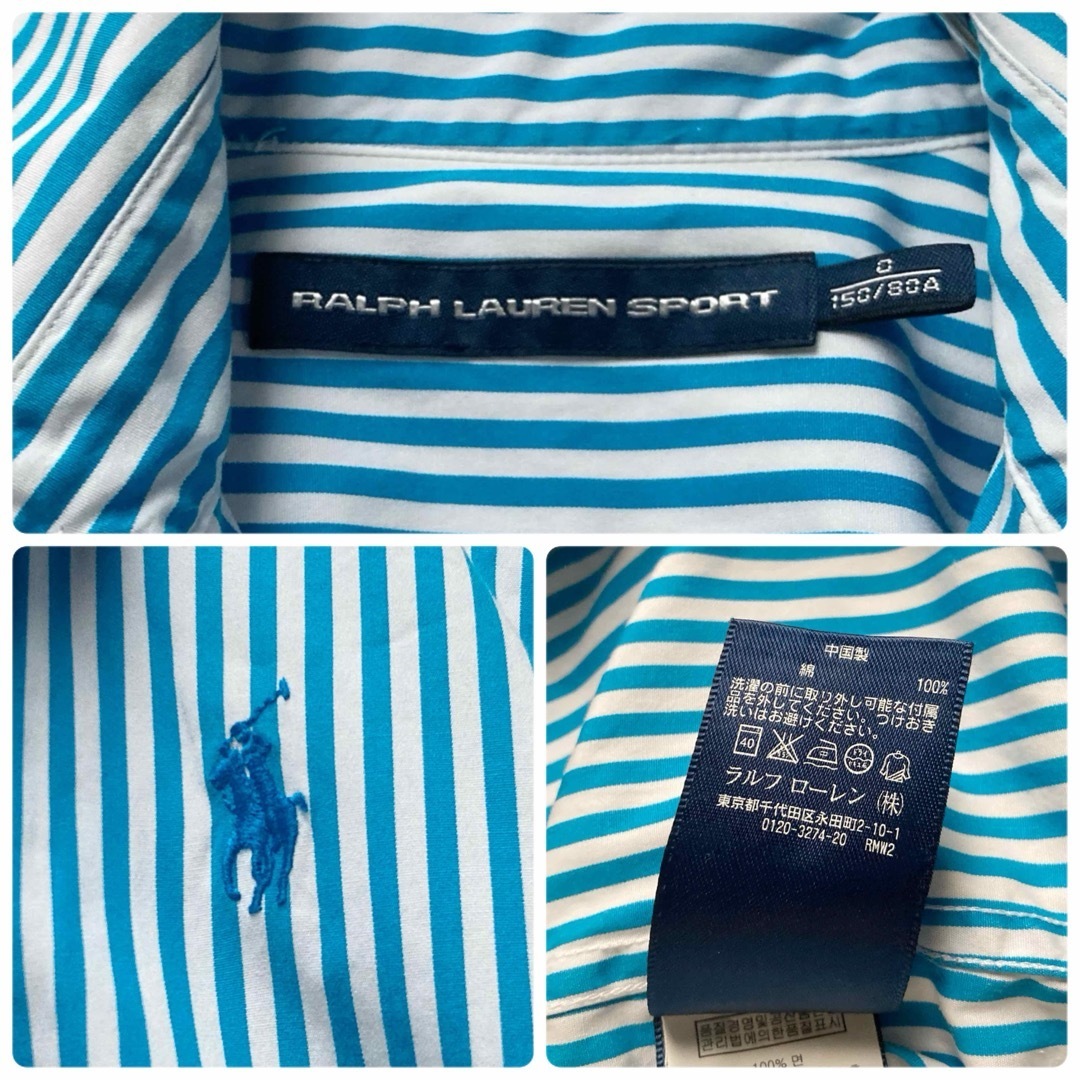 RALPH LAUREN SPORT
0
150/80A
中国製
綿 100%
洗濯の前に取り外し可能な付属
品を外してください。つけおき
洗いはお避けください。
40
中
ドライ
ラルフ ローレン (株)
東京都千代田区永田町2-10-1
0120-3274-20 RMW2
100% 면